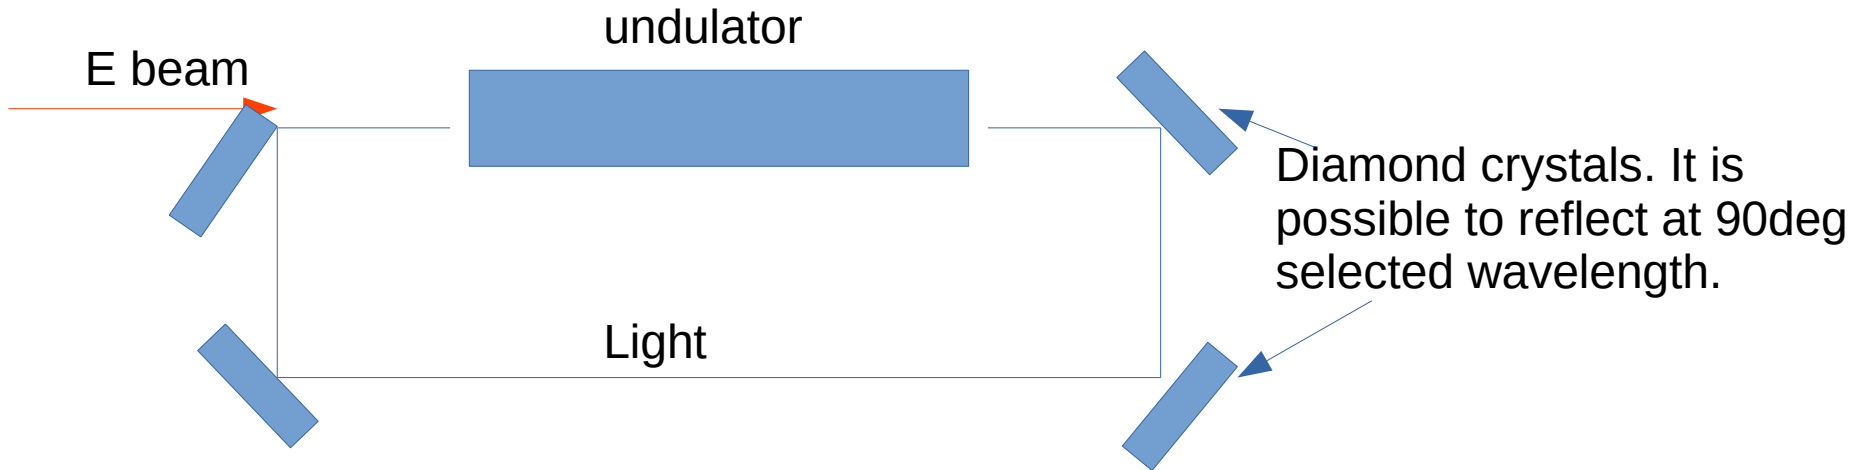 undulator
E beam
Diamond crystals. It is
possible to reflect at 90deg
selected wavelength.
Light